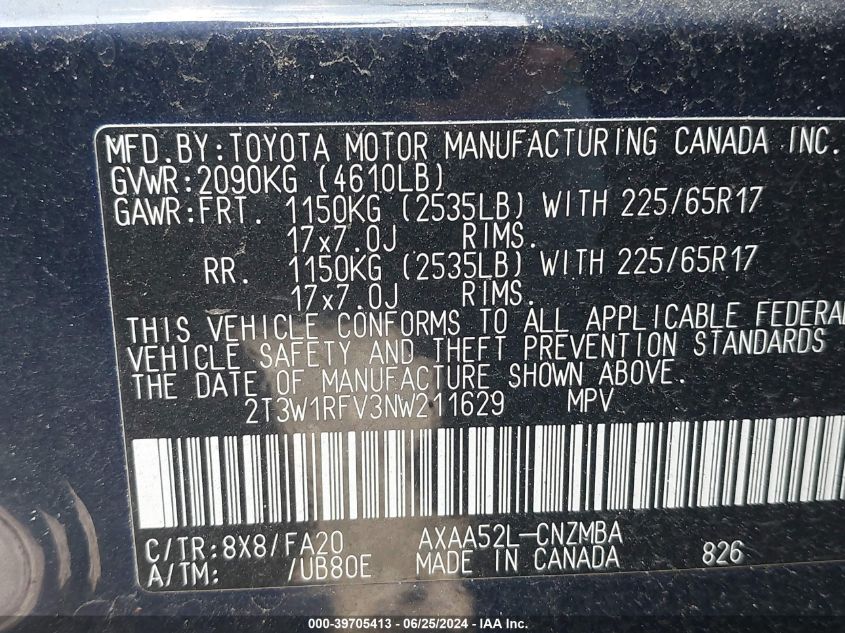 MFD.BY:TOYOTA MOTOR MANUFACTURING CANADA INC.
GVWR:2090KG (4610LB)
GAWR:FRT. 1150KG (2535LB) WITH 225/65R17
17x7.0J RIMS.
RR. 1150KG (2535LB) WITH 225/65R17
17x7.0J RIMS.
THIS VEHICLE CONFORMS TO ALL APPLICABLE FEDERAL
VEHICLE SAFETY AND THEFT PREVENTION STANDARDS
THE DATE OF MANUFACTURE SHOWN ABOVE.
2T3W1RFV3NW211629 MPV
C/TR:8X8/FA20 AXAA52L-CNZMBA
A/TM: /UB80E MADE IN CANADA 826
000-39705413 - 06/25/2024 - IAA Inc.